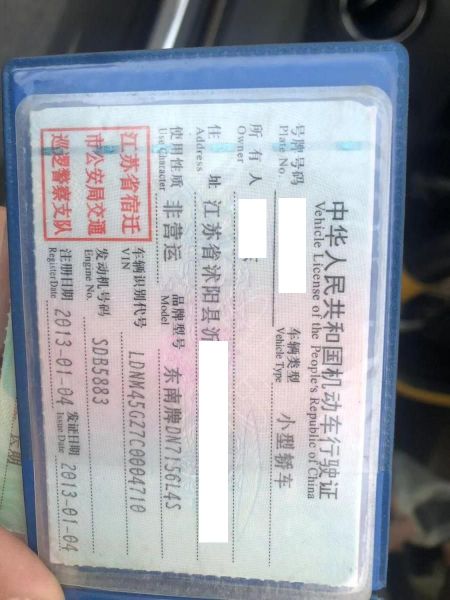 中华人民共和国机动车行驶证
Vehicle License of the People's Republic of China
号牌号码
Plate No.
车辆类型 小型轿车
Vehicle Type
所有人
Owner
住址 江苏省沭阳县沂
Address
使用性质 非营运
Use Character
品牌型号 东南牌DN7156L4S
Model
江苏省宿迁
市公安局交通
巡逻警察支队
车辆识别代号 LDNM45GZ7C0004710
VIN
发动机号码 SDB5883
Engine No.
注册日期 2013-01-04
Register Date
发证日期 2013-01-04
Issue Date